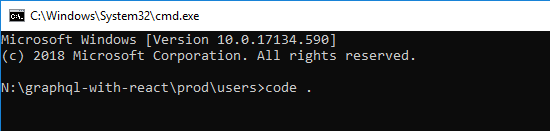 C:\Windows\System32\cmd.exe
Microsoft Windows [Version 10.0.17134.590]
(c) 2018 Microsoft Corporation. All rights reserved.
N:\graphql-with-react\prod\users>code .